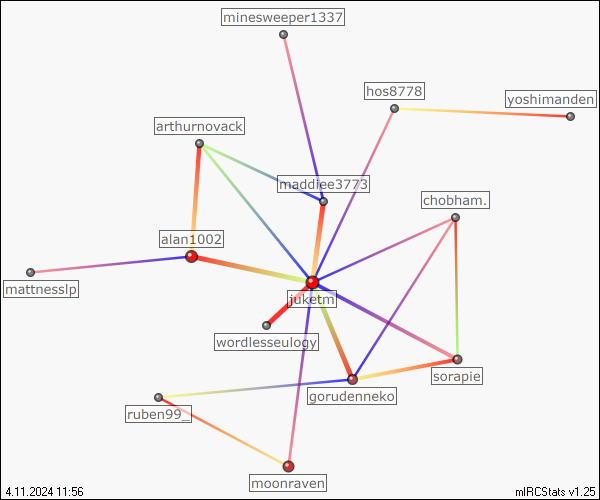 minesweeper1337
hos8778
yoshimanden
arthurnovack
maddiee3773
chobham.
alan1002
mattnesslp
juketm
wordlesseulogy
sorapie
gorudenneko
ruben99_
moonraven
4.11.2024 11:56
mIRCStats v1.25